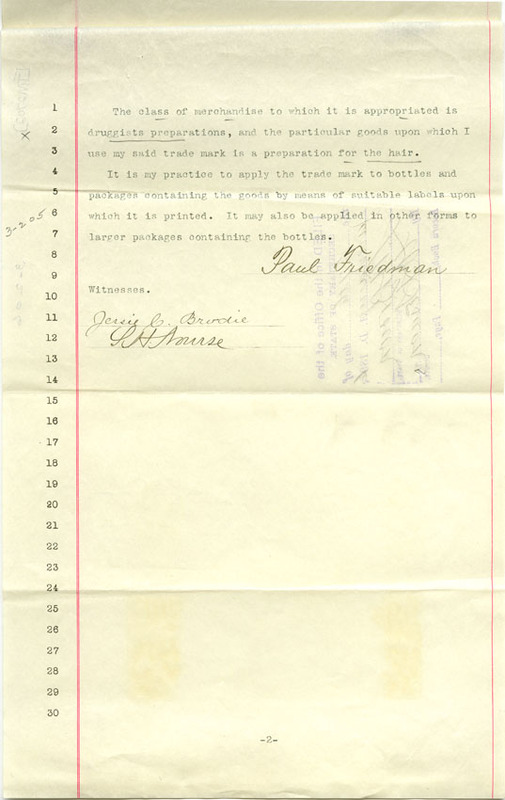 1 The class of merchandise to which it is appropriated is
2 druggists preparations, and the particular goods upon which I
3 use my said trade mark is a preparation for the hair.
4 It is my practice to apply the trade mark to bottles and
5 packages containing the goods by means of suitable labels upon
3-205 6 which it is printed. It may also be applied in other forms to
7 larger packages containing the bottles.
8 Paul Friedman
9
10 Witnesses.
11 Jessie C. Brodie
12 S H Nourse
13
14
15
16
17
18
19
20
21
22
23
24
25
26
27
28
29
30
-2-